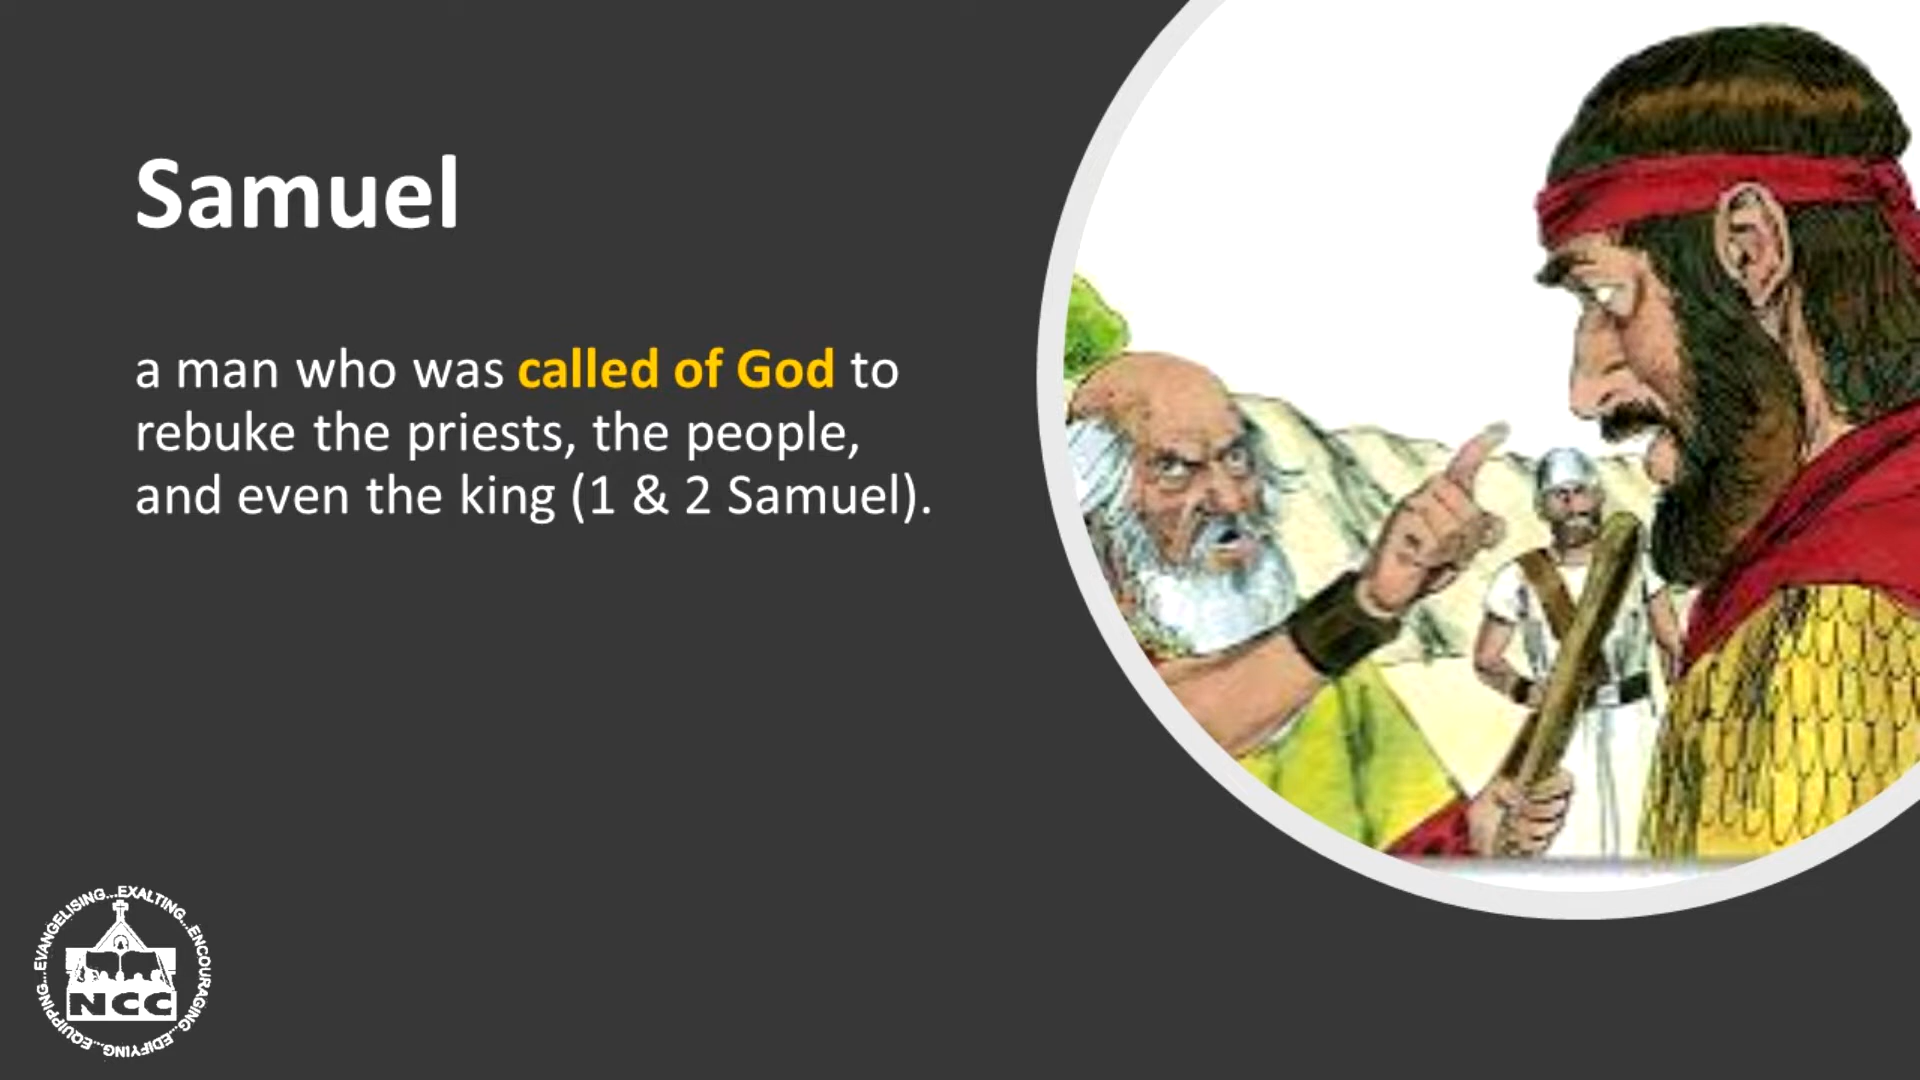 Samuel
a man who was called of God to
rebuke the priests, the people,
and even the king (1 & 2 Samuel).
EQUIPPING...EVANGELISING...EXALTING...ENCOURAGING...EDIFYING...
NCC